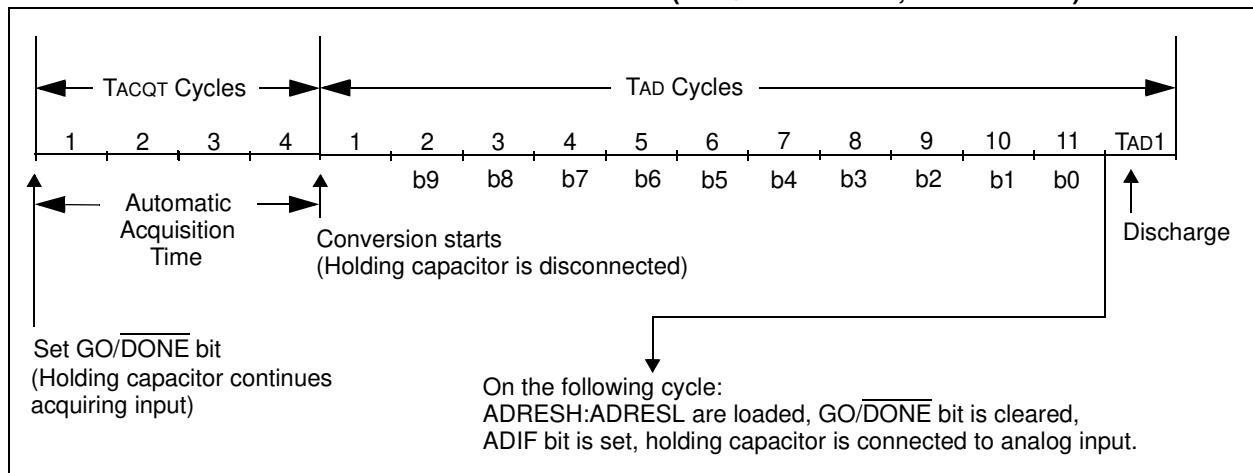 TACQT Cycles
TAD Cycles
1 2 3 4 1 2 3 4 5 6 7 8 9 10 11 TAD1
b9 b8 b7 b6 b5 b4 b3 b2 b1 b0
Automatic
Acquisition
Time
Conversion starts
(Holding capacitor is disconnected)
Discharge
Set GO/DONE bit
(Holding capacitor continues
acquiring input)
On the following cycle:
ADRESH:ADRESL are loaded, GO/DONE bit is cleared,
ADIF bit is set, holding capacitor is connected to analog input.